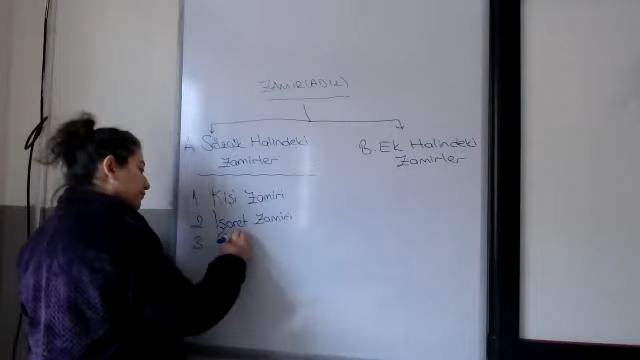 ZAMİR(ADIL)
A. Sözcük Halindeki
Zamirler
B. Ek Halindeki
Zamirler
1 Kişi Zamiri
2 İşaret Zamiri
3